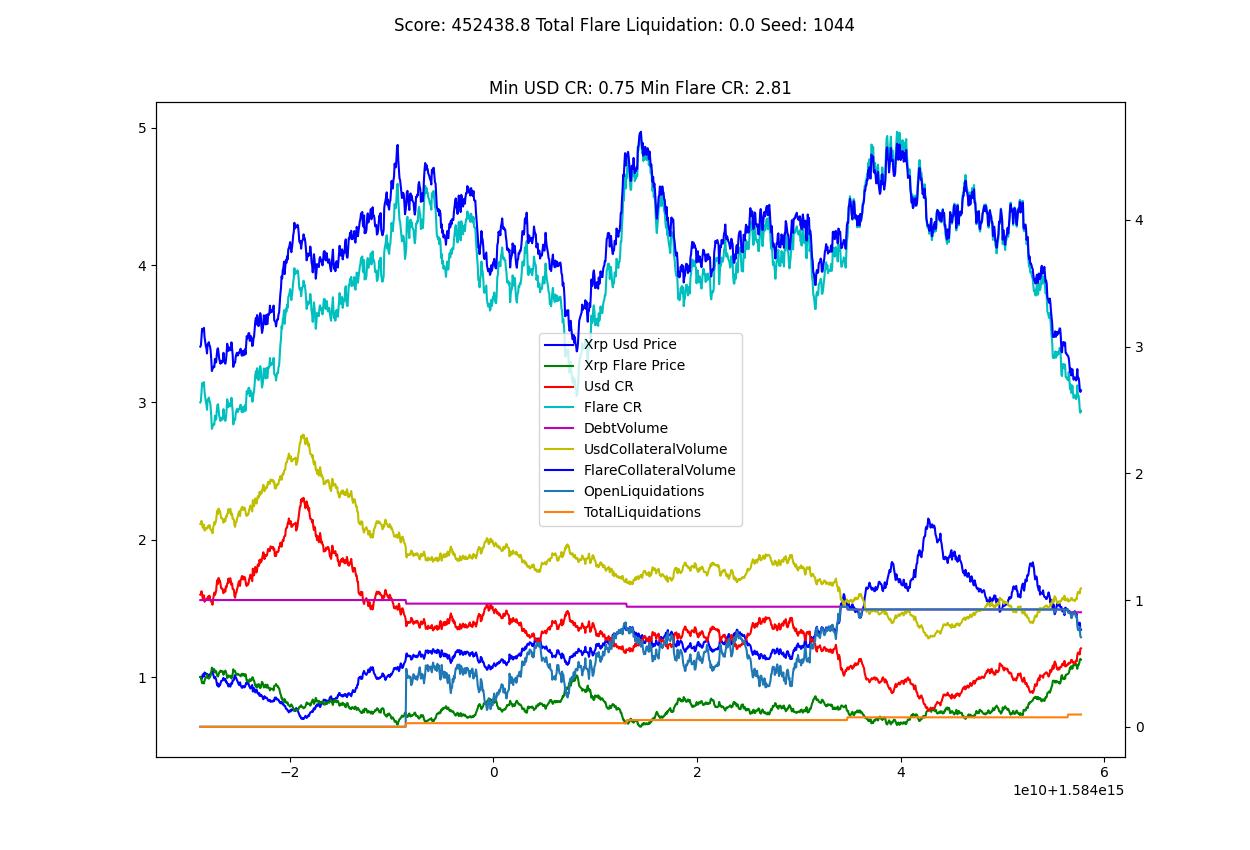 Score: 452438.8 Total Flare Liquidation: 0.0 Seed: 1044
Min USD CR: 0.75 Min Flare CR: 2.81
5
4
3
2
1
4
3
2
1
0
Xrp Usd Price
Xrp Flare Price
Usd CR
Flare CR
DebtVolume
UsdCollateralVolume
FlareCollateralVolume
OpenLiquidations
TotalLiquidations
−2 0 2 4 6
1e10+1.584e15